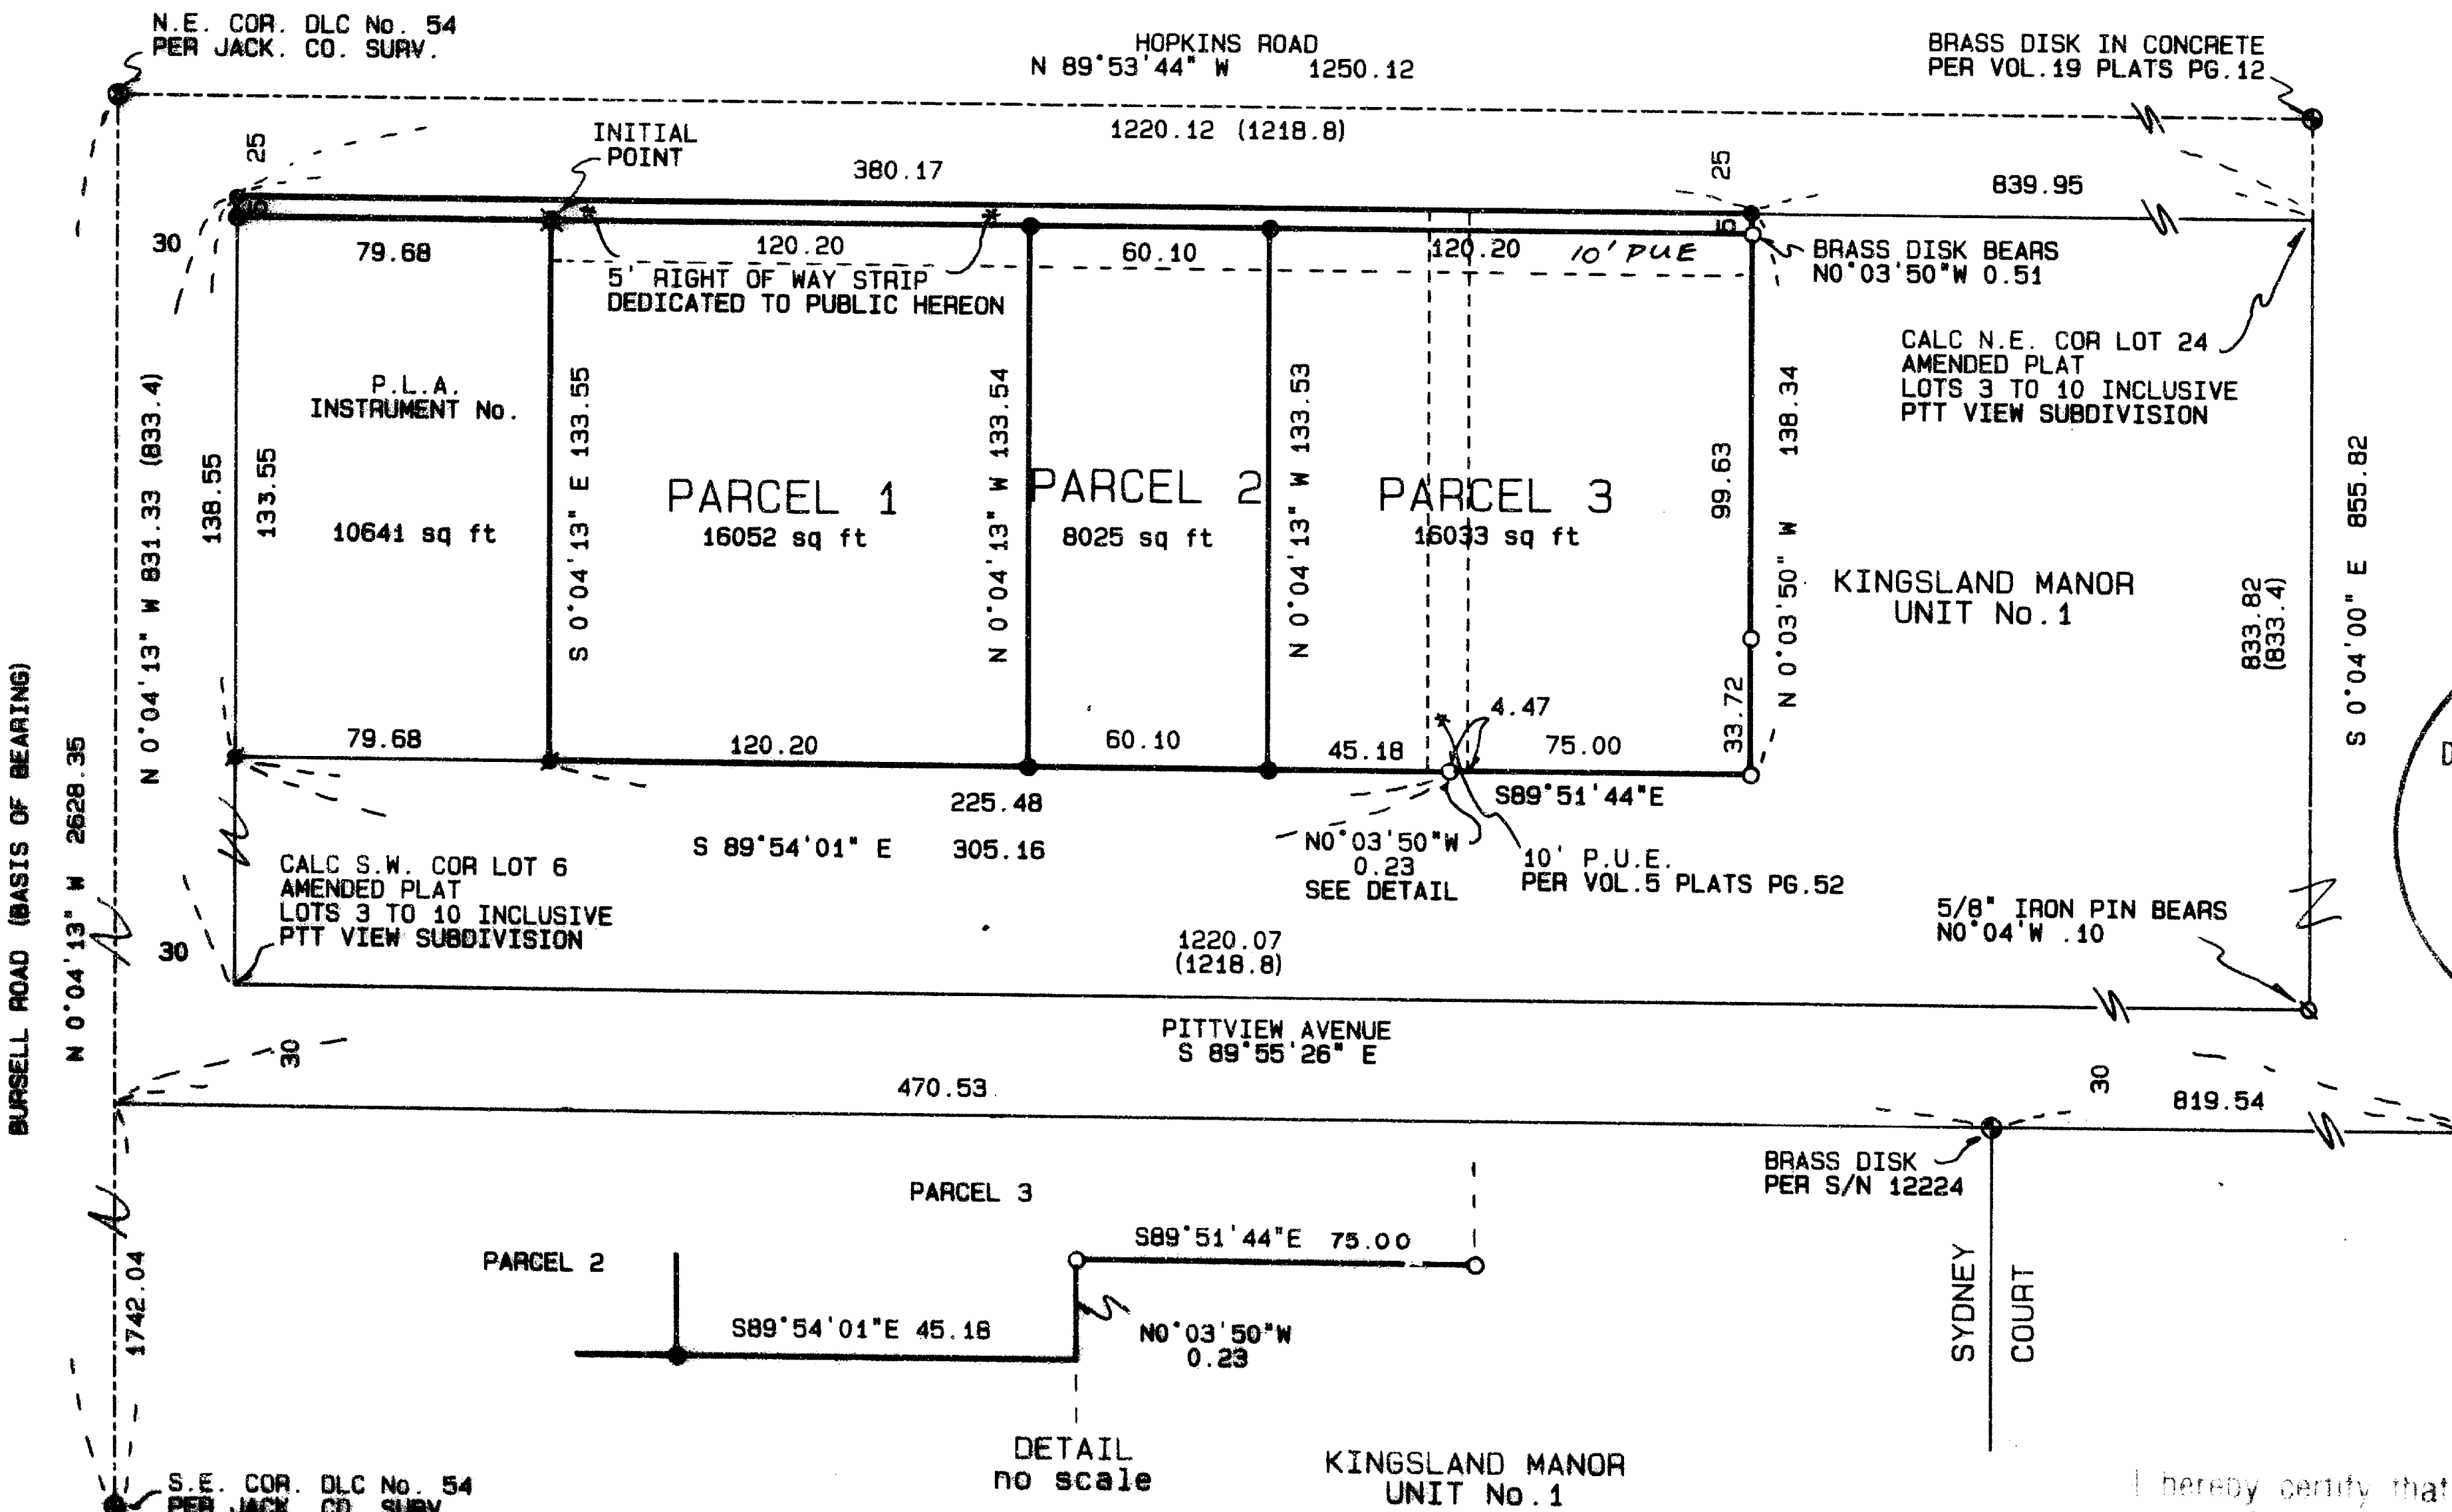 N.E. COR. DLC No. 54
PER JACK. CO. SURV.
HOPKINS ROAD
N 89°53'44" W 1250.12
BRASS DISK IN CONCRETE
PER VOL.19 PLATS PG.12
1220.12 (1218.8)
25
INITIAL
POINT
380.17
25
839.95
5
5
30
79.68
120.20
60.10
120.20
10' PUE
BRASS DISK BEARS
N0°03'50"W 0.51
5' RIGHT OF WAY STRIP
DEDICATED TO PUBLIC HEREON
CALC N.E. COR LOT 24
AMENDED PLAT
LOTS 3 TO 10 INCLUSIVE
PTT VIEW SUBDIVISION
P.L.A.
INSTRUMENT No.
N 0°04'13" W 831.33 (833.4)
138.55
133.55
S 0°04'13" E 133.55
N 0°04'13" W 133.54
N 0°04'13" W 133.53
99.63
N 0°03'50" W 138.34
S 0°04'00" E 855.82
PARCEL 1
PARCEL 2
PARCEL 3
10641 sq ft
16052 sq ft
8025 sq ft
16033 sq ft
KINGSLAND MANOR
UNIT No.1
833.82
(833.4)
BURSELL ROAD (BASIS OF BEARING)
N 0°04'13" W 2628.35
33.72
4.47
79.68
120.20
60.10
45.18
75.00
D
225.48
S89°51'44"E
S 89°54'01" E 305.16
N0°03'50"W
0.23
SEE DETAIL
10' P.U.E.
PER VOL.5 PLATS PG.52
CALC S.W. COR LOT 6
AMENDED PLAT
LOTS 3 TO 10 INCLUSIVE
PTT VIEW SUBDIVISION
30
5/8" IRON PIN BEARS
N0°04'W .10
1220.07
(1218.8)
PITTVIEW AVENUE
S 89°55'26" E
30
470.53
30
819.54
BRASS DISK
PER S/N 12224
PARCEL 3
S89°51'44"E 75.00
PARCEL 2
1742.04
S89°54'01"E 45.18
N0°03'50"W
0.23
SYDNEY
COURT
DETAIL
no scale
KINGSLAND MANOR
UNIT No.1
S.E. COR. DLC No. 54
PER JACK. CO. SURV.
I hereby certify that